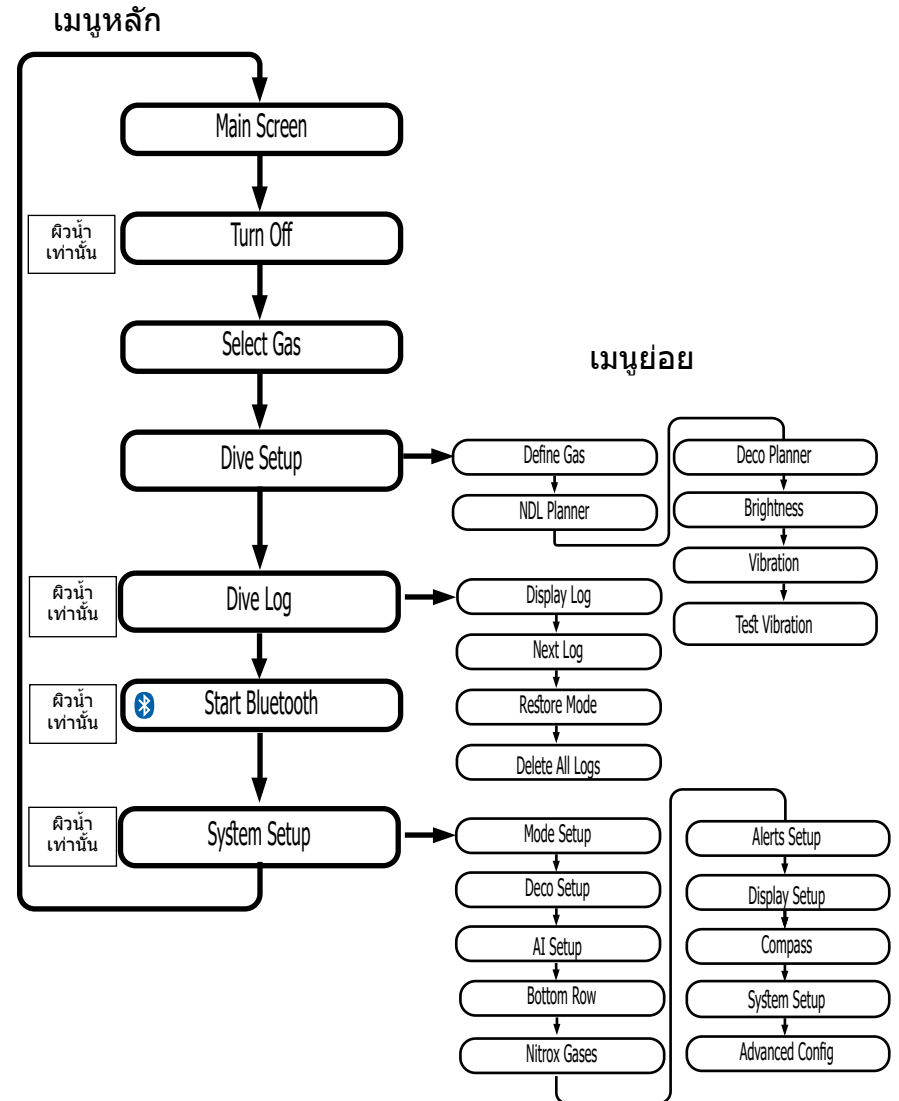 เมนูหลัก
Main Screen
ผิวน้ำ
เท่านั้น
Turn Off
Select Gas
เมนูย่อย
Dive Setup
Define Gas
NDL Planner
Deco Planner
Brightness
Vibration
Test Vibration
ผิวน้ำ
เท่านั้น
Dive Log
Display Log
Next Log
Restore Mode
Delete All Logs
ผิวน้ำ
เท่านั้น
Start Bluetooth
ผิวน้ำ
เท่านั้น
System Setup
Mode Setup
Deco Setup
AI Setup
Bottom Row
Nitrox Gases
Alerts Setup
Display Setup
Compass
System Setup
Advanced Config